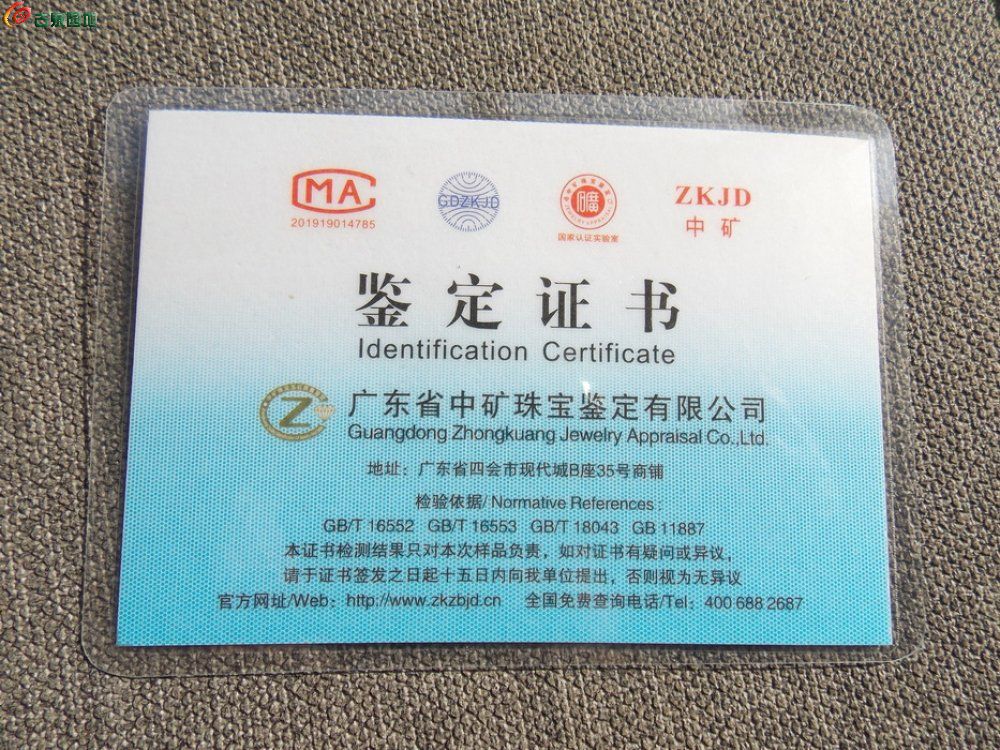 MA
201919014785
GDZKJD
国家认证实验室
ZKJD
中矿
鉴定证书
Identification Certificate
Z
广东省中矿珠宝鉴定有限公司
Guangdong Zhongkuang Jewelry Appraisal Co.,Ltd.
地址：广东省四会市现代城B座35号商铺
检验依据/ Normative References :
GB/T 16552 GB/T 16553 GB/T 18043 GB 11887
本证书检测结果只对本次样品负责，如对证书有疑问或异议，
请于证书签发之日起十五日内向我单位提出，否则视为无异议
官方网址/Web：http://www.zkzbjd.cn 全国免费查询电话/Tel：400 688 2687